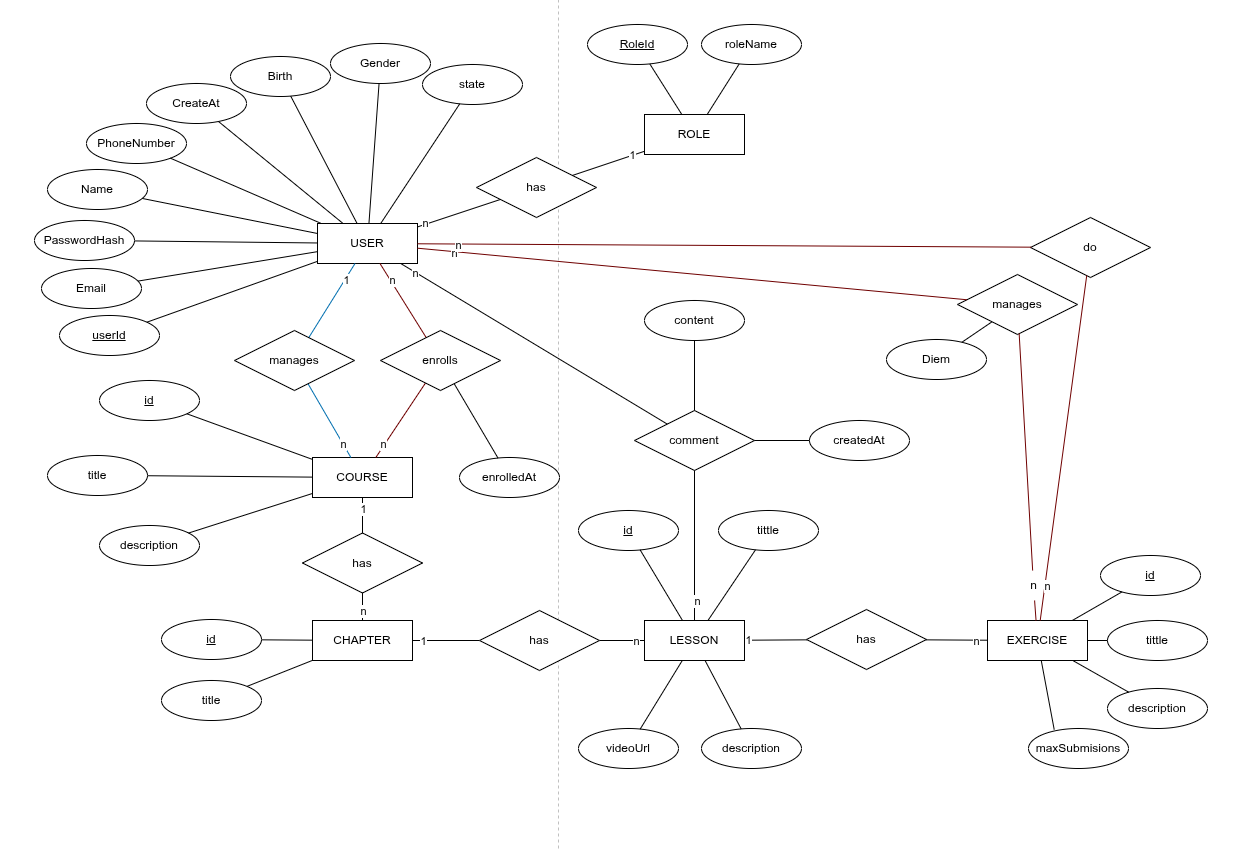 RoleId
roleName
Gender
Birth
state
CreateAt
ROLE
PhoneNumber
1
has
Name
n
USER
PasswordHash
n
n
do
Email
1
n
n
manages
userId
content
manages
enrolls
Diem
id
comment
createdAt
n
n
title
COURSE
enrolledAt
1
id
tittle
description
has
id
n
n
n
n
id
CHAPTER
1
has
n
LESSON
1
has
n
EXERCISE
tittle
title
description
videoUrl
description
maxSubmisions